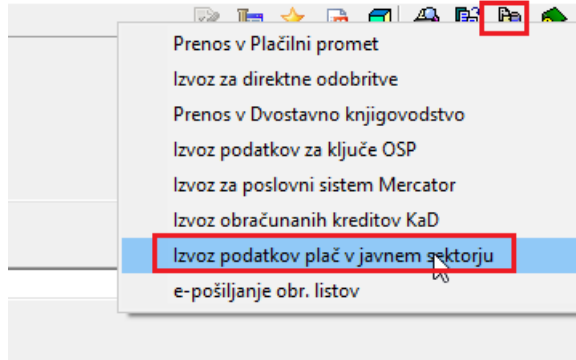 Prenos v Plačilni promet
Izvoz za direktne odobritve
Prenos v Dvostavno knjigovodstvo
Izvoz podatkov za ključe OSP
Izvoz za poslovni sistem Mercator
Izvoz obračunanih kreditov KaD
Izvoz podatkov plač v javnem sektorju
e-pošiljanje obr. listov